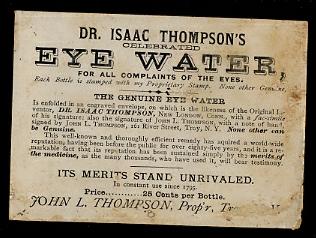 DR. ISAAC THOMPSON'S
CELEBRATED
EYE WATER,
FOR ALL COMPLAINTS OF THE EYES.
Each Bottle is stamped with my Proprietary Stamp. None other Genuine.
THE GENUINE EYE WATER
Is enfolded in an engraved envelope, on which is the likeness of the Original In-
ventor, DR. ISAAC THOMPSON, NEW LONDON, CONN., with a facsimile
of his signature; also the signature of JOHN L. THOMPSON, with a note of hand
signed by JOHN L. THOMPSON, 161 River Street, Troy, N. Y. None other can
be Genuine.
This well-known and thorough efficient remedy has aquired a world-wide
reputation, having been before the public for over eighty-five years, and it is a re-
markable fact that its reputation has been sustained simply by the merits of
the medicine, as the many thousands, who have used it, will bear testimony.
ITS MERITS STAND UNRIVALED.
In constant use since 1795.
Price, 25 Cents per Bottle.
JOHN L. THOMPSON, Prop'r,